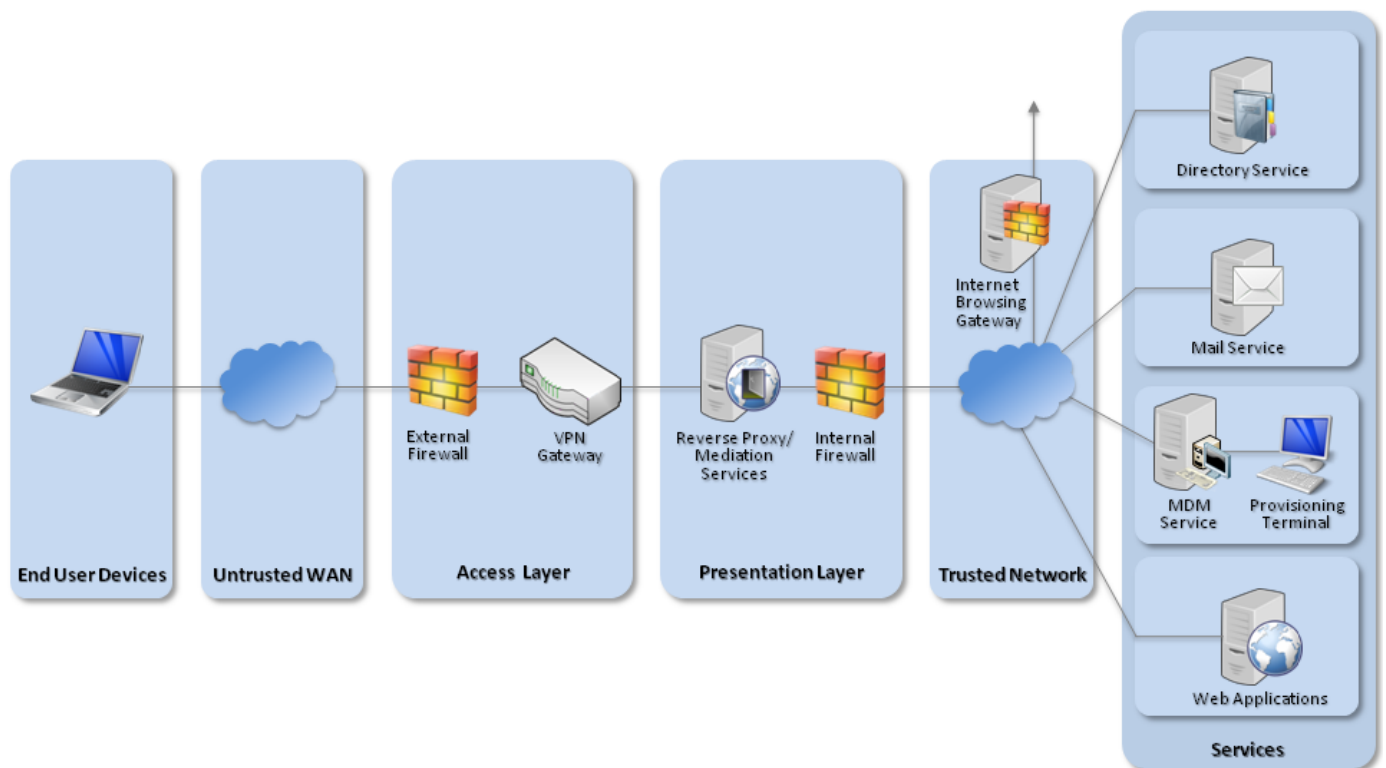 End User Devices
Untrusted WAN
External
Firewall
VPN
Gateway
Access Layer
Reverse Proxy/
Mediation
Services
Internal
Firewall
Presentation Layer
Internet
Browsing
Gateway
Trusted Network
Directory Service
Mail Service
MDM
Service
Provisioning
Terminal
Web Applications
Services